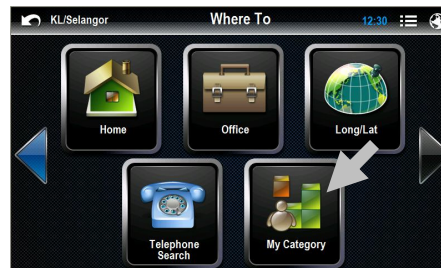 KL/Selangor Where To 12:30
Home Office Long/Lat
Telephone
Search
My Category